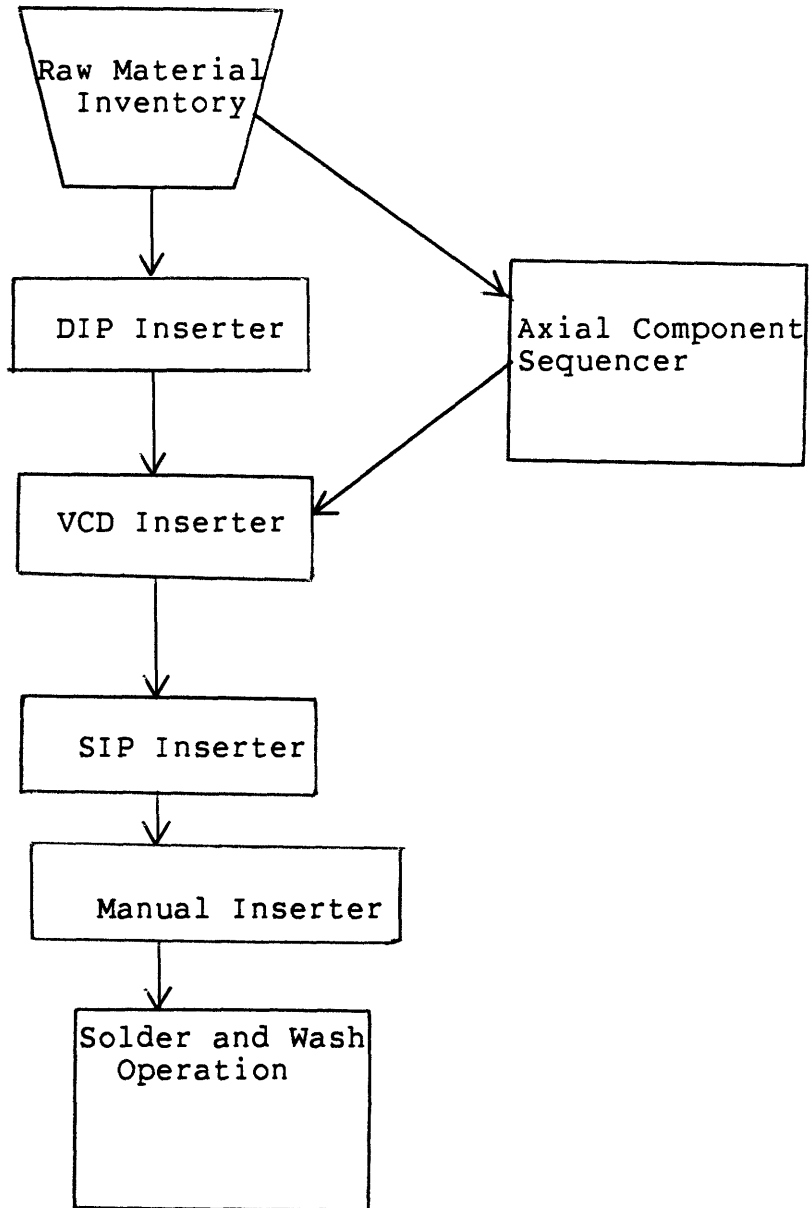 Raw Material
Inventory
DIP Inserter
Axial Component
Sequencer
VCD Inserter
SIP Inserter
Manual Inserter
Solder and Wash
Operation